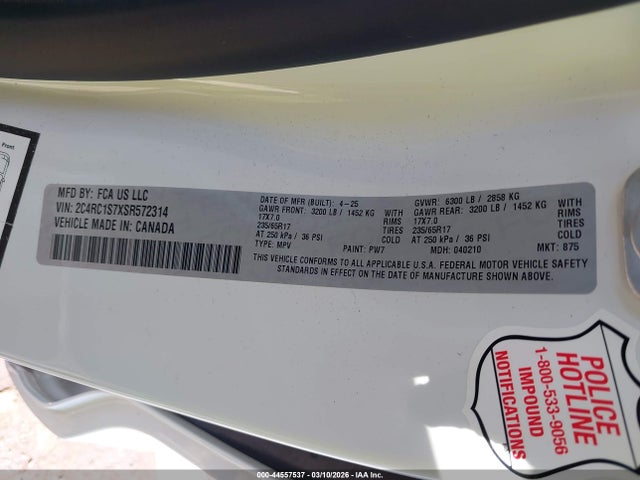 Front
MFD BY: FCA US LLC
VIN: 2C4RC1S7XSR572314
VEHICLE MADE IN: CANADA
DATE OF MFR (BUILT): 4-25
GAWR FRONT: 3200 LB / 1452 KG WITH
17X7.0 RIMS
235/65R17 TIRES
AT 250 kPa / 36 PSI COLD
TYPE: MPV PAINT: PW7
GVWR: 6300 LB / 2858 KG
GAWR REAR: 3200 LB / 1452 KG WITH
17X7.0 RIMS
235/65R17 TIRES
AT 250 kPa / 36 PSI COLD
MDH: 040210 MKT: 875
THIS VEHICLE CONFORMS TO ALL APPLICABLE U.S.A. FEDERAL MOTOR VEHICLE SAFETY
STANDARDS IN EFFECT ON THE DATE OF MANUFACTURE SHOWN ABOVE.
POLICE
HOTLINE
1-800-533-9056
IMPOUND
NOTIFICATIONS
000-44557537 - 03/10/2026 - IAA Inc.